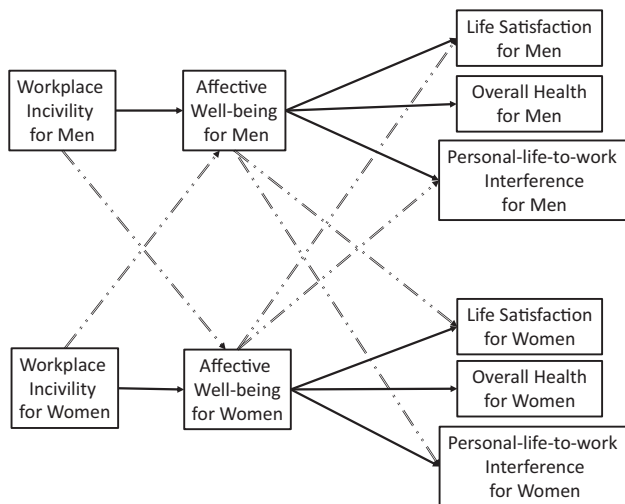 Life Satisfaction
for Men
Workplace
Incivility
for Men
Affective
Well-being
for Men
Overall Health
for Men
Personal-life-to-work
Interference
for Men
Life Satisfaction
for Women
Workplace
Incivility
for Women
Affective
Well-being
for Women
Overall Health
for Women
Personal-life-to-work
Interference
for Women